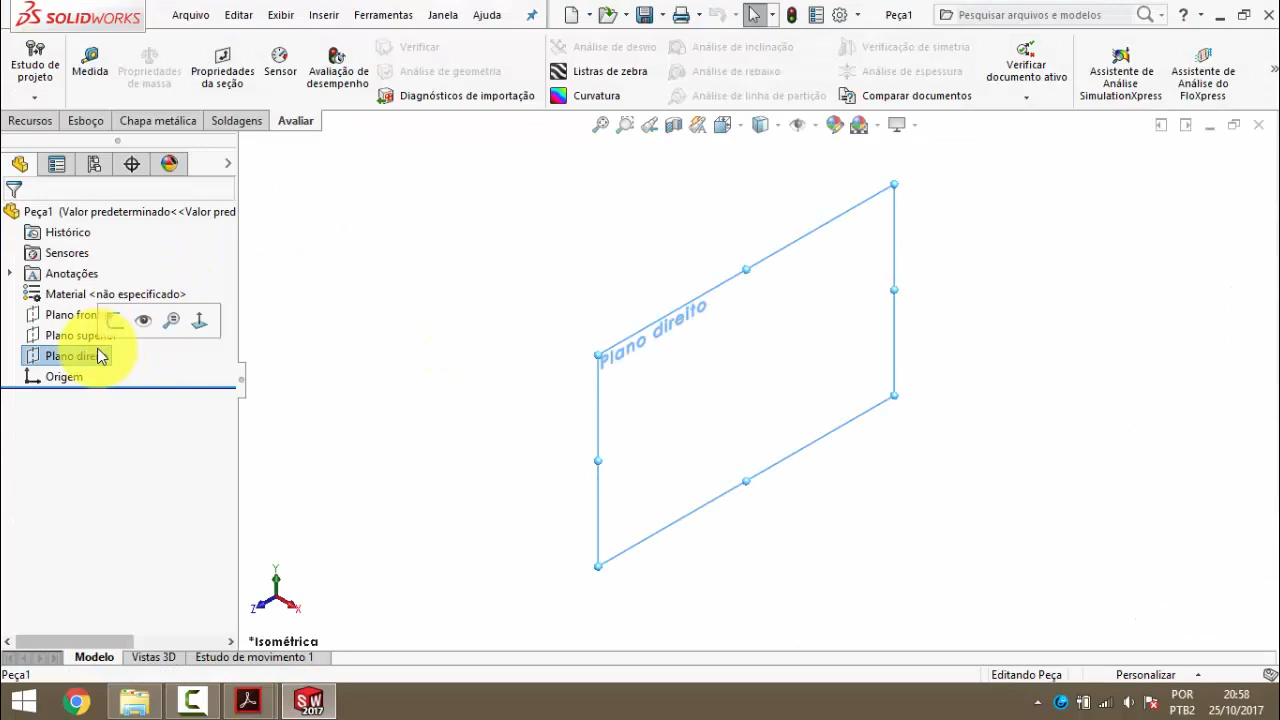 SOLIDWORKS
Arquivo Editar Exibir Inserir Ferramentas Janela Ajuda
Peça1
Pesquisar arquivos e modelos
Estudo de projeto
Medida
Propriedades de massa
Propriedades da seção
Sensor
Avaliação de desempenho
Verificar
Análise de geometria
Diagnósticos de importação
Análise de desvio
Listras de zebra
Curvatura
Análise de inclinação
Análise de rebaixo
Análise de linha de partição
Verificação de simetria
Análise de espessura
Comparar documentos
Verificar documento ativo
Assistente de Análise SimulationXpress
Assistente de Análise do FloXpress
Recursos Esboço Chapa metálica Soldagens Avaliar
Peça1 (Valor predeterminado<<Valor pred
Histórico
Sensores
Anotações
Material <não especificado>
Plano fron
Plano superior
Plano dire
Origem
Plano direito
Y
Z
X
*Isométrica
Modelo Vistas 3D Estudo de movimento 1
Peça1
Editando Peça
Personalizar
SW
2017
POR
PTB2
20:58
25/10/2017